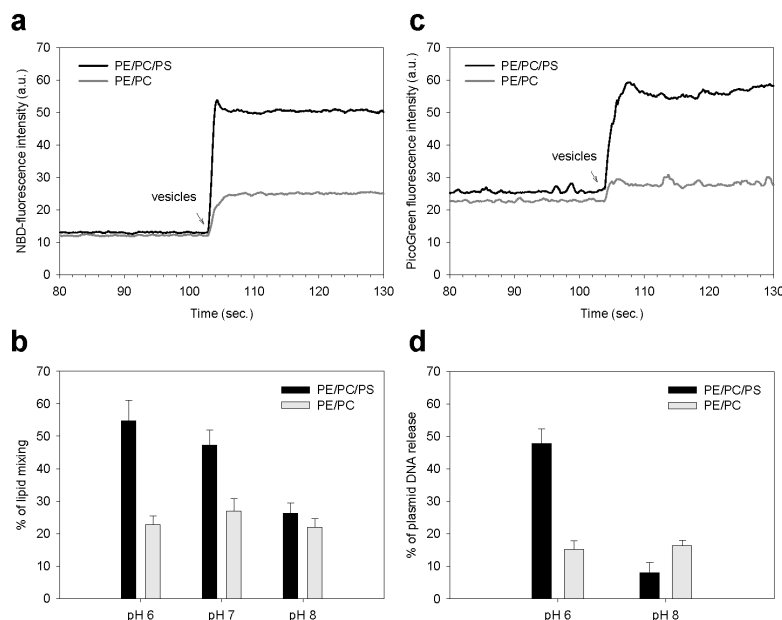 a
70
60
50
40
30
20
10
0
NBD-fluorescence intensity (a.u.)
PE/PC/PS
PE/PC
vesicles
80 90 100 110 120 130
Time (sec.)
c
70
60
50
40
30
20
10
0
PicoGreen fluorescence intensity (a.u.)
PE/PC/PS
PE/PC
vesicles
80 90 100 110 120 130
Time (sec.)
b
70
60
50
40
30
20
10
0
% of lipid mixing
PE/PC/PS
PE/PC
pH 6 pH 7 pH 8
d
70
60
50
40
30
20
10
0
% of plasmid DNA release
PE/PC/PS
PE/PC
pH 6 pH 8